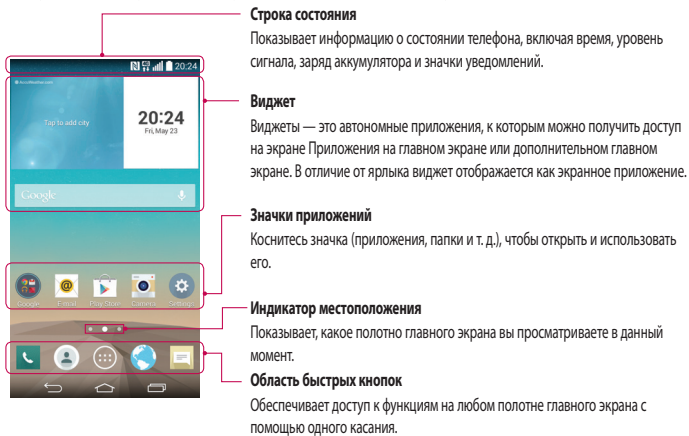 Строка состояния
Показывает информацию о состоянии телефона, включая время, уровень
сигнала, заряд аккумулятора и значки уведомлений.
20:24
AccuWeather.com
Tap to add city
20:24
Fri, May 23
Google
Виджет
Виджеты — это автономные приложения, к которым можно получить доступ
на экране Приложения на главном экране или дополнительном главном
экране. В отличие от ярлыка виджет отображается как экранное приложение.
Значки приложений
Коснитесь значка (приложения, папки и т. д.), чтобы открыть и использовать
его.
Google Email Play Store Camera Settings
Индикатор местоположения
Показывает, какое полотно главного экрана вы просматриваете в данный
момент.
Область быстрых кнопок
Обеспечивает доступ к функциям на любом полотне главного экрана с
помощью одного касания.